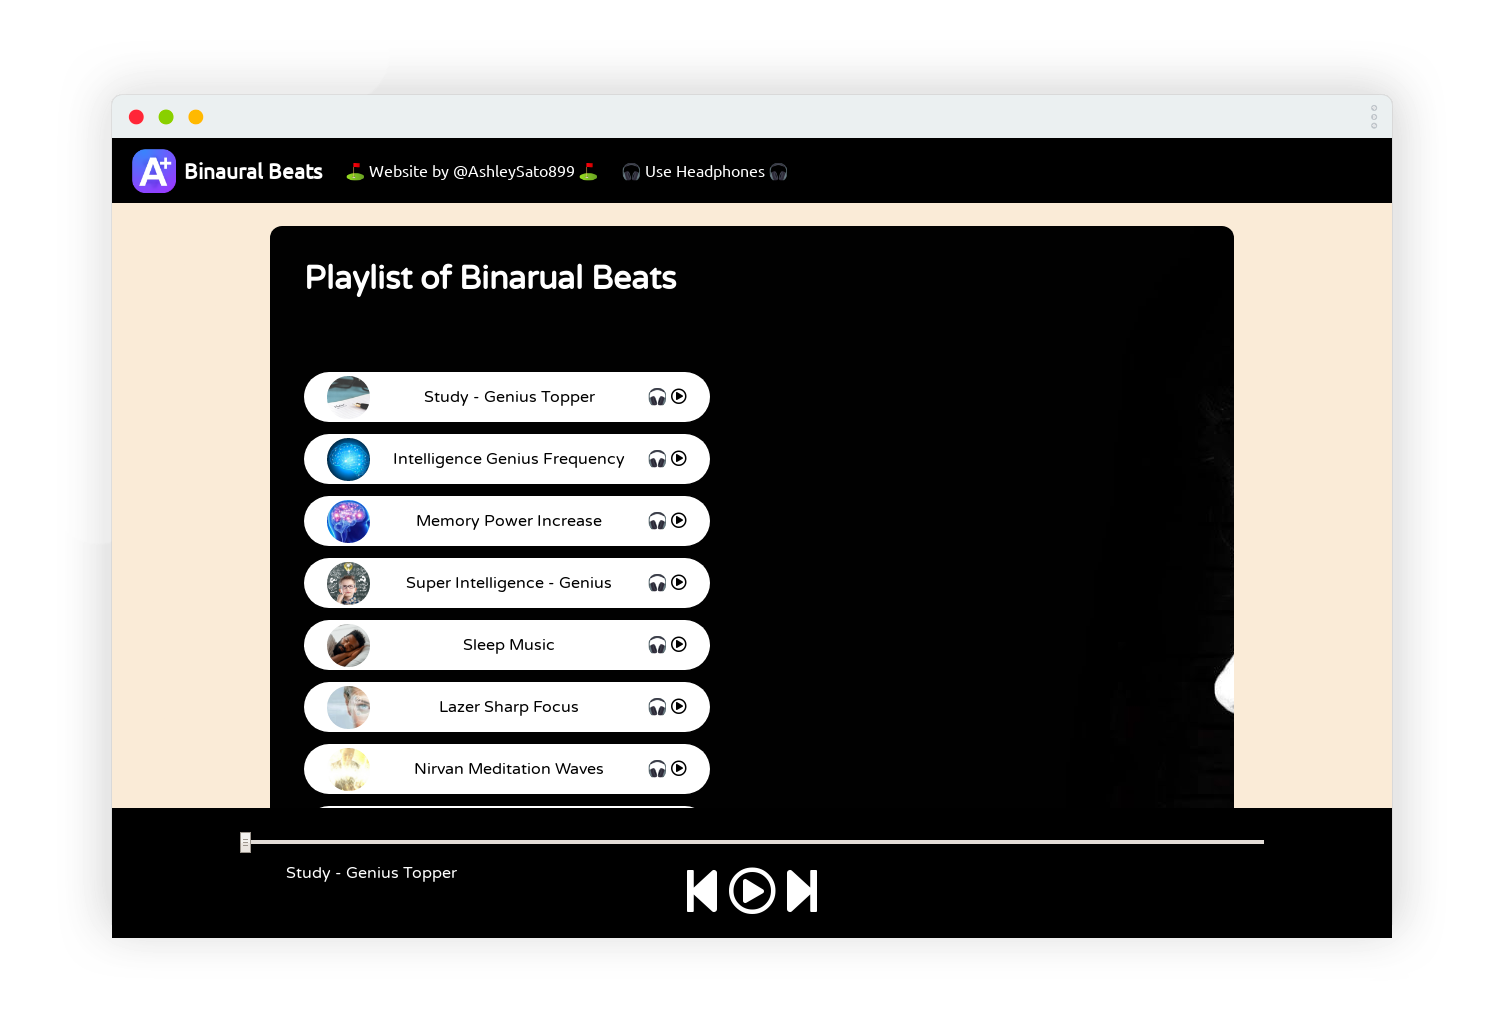 A+ Binaural Beats ⛳ Website by @AshleySato899 ⛳ 🎧 Use Headphones 🎧
Playlist of Binarual Beats
Study - Genius Topper
Intelligence Genius Frequency
Memory Power Increase
Super Intelligence - Genius
Sleep Music
Lazer Sharp Focus
Nirvan Meditation Waves
Study - Genius Topper